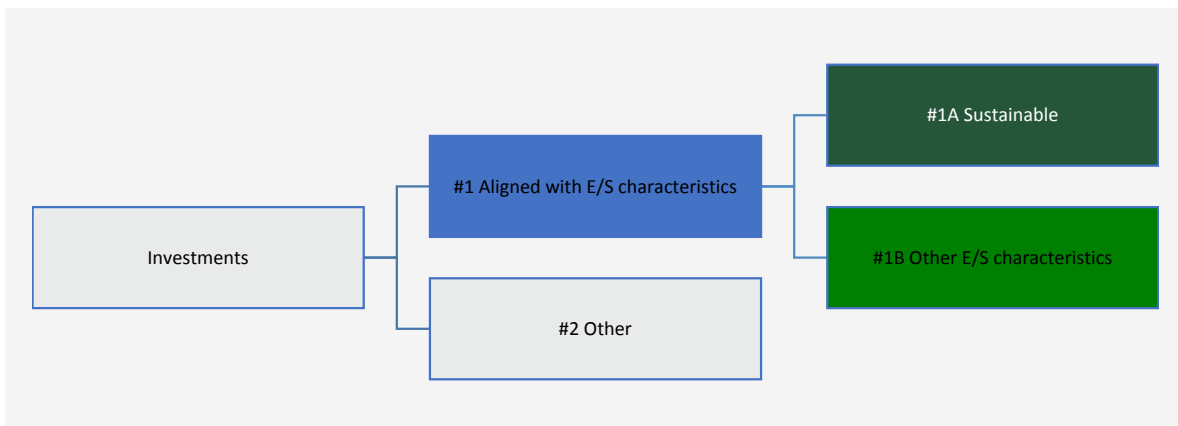 #1A Sustainable
#1 Aligned with E/S characteristics
Investments
#1B Other E/S characteristics
#2 Other